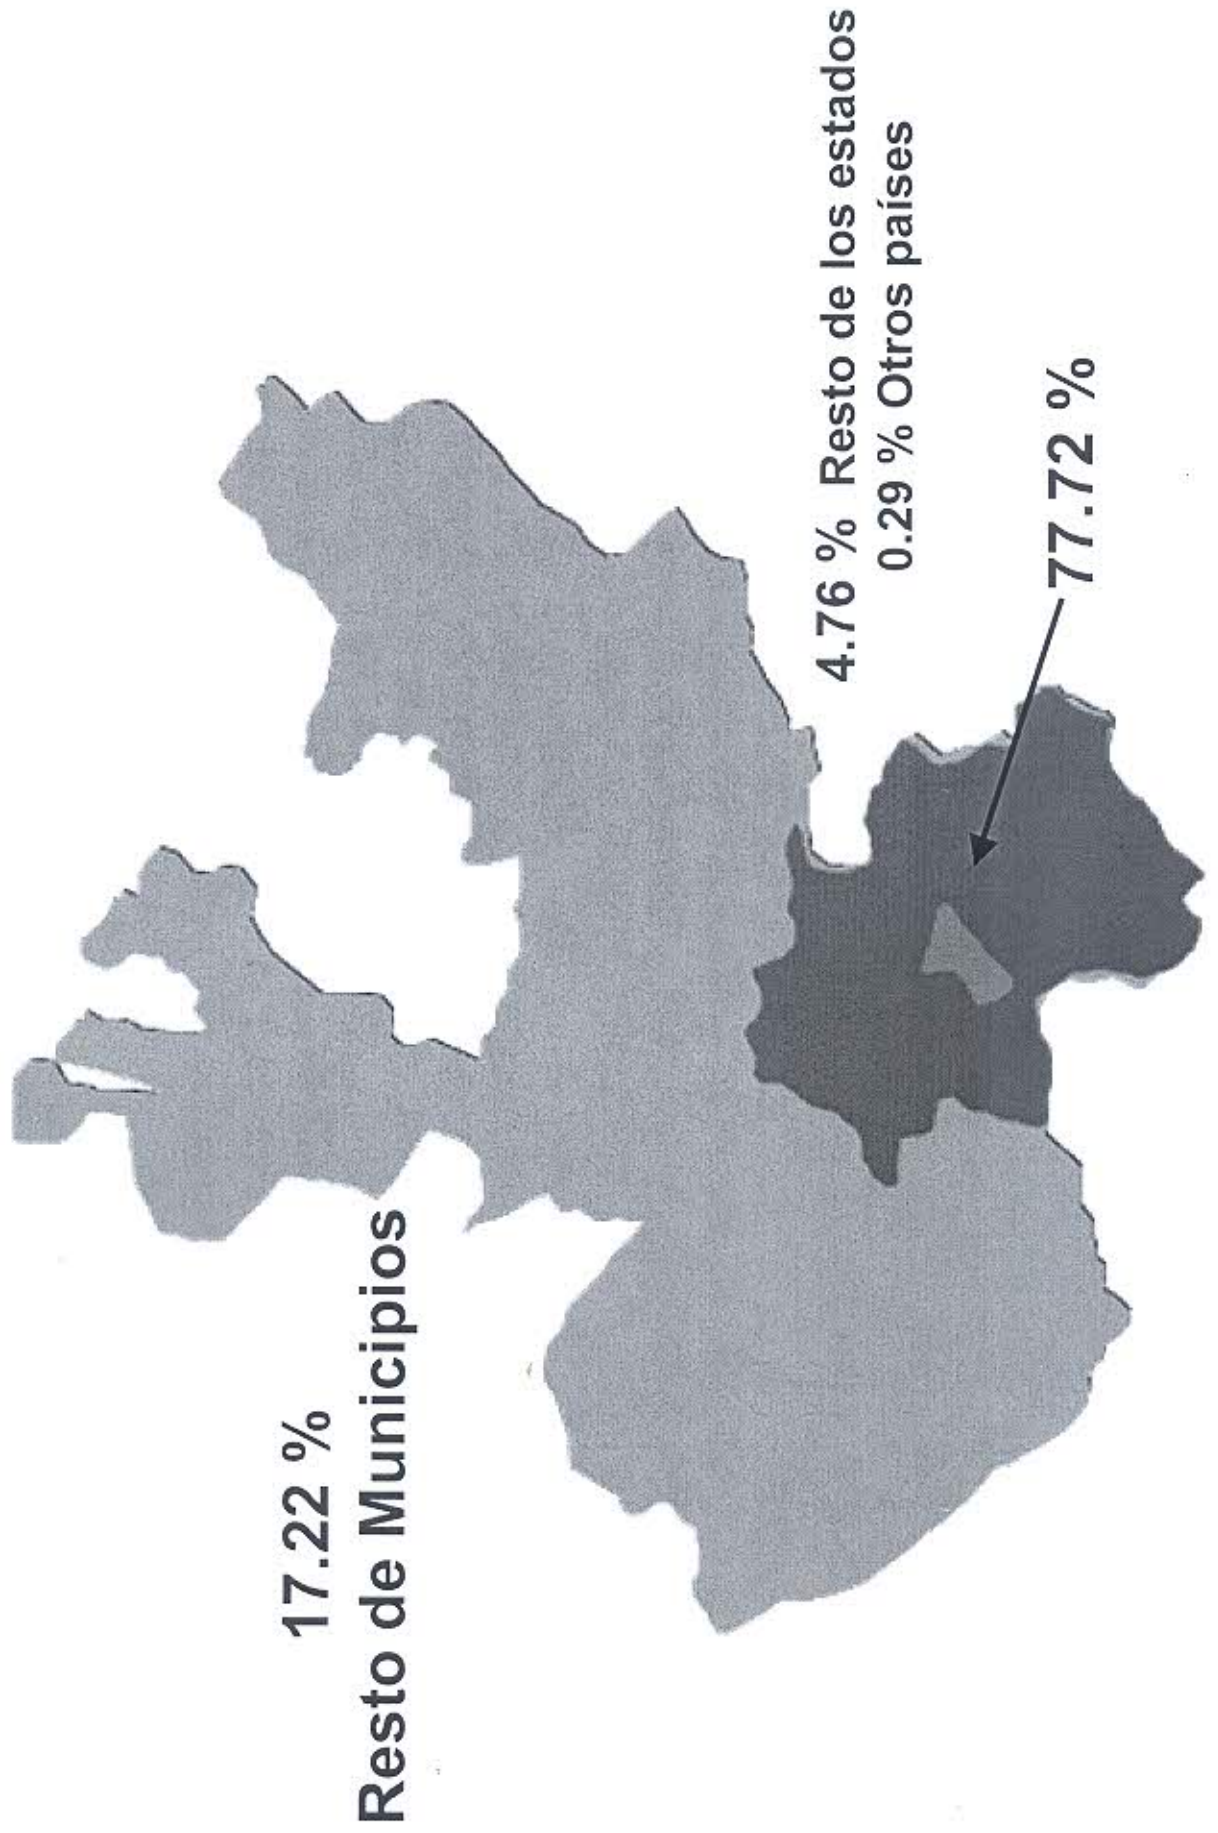 17.22 %
Resto de Municipios
4.76 % Resto de los estados
0.29 % Otros países
77.72 %